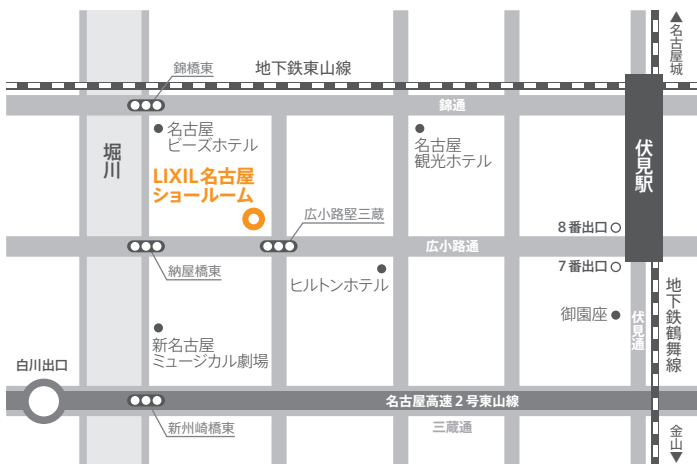 ▲名古屋城
錦橋東
地下鉄東山線
錦通
名古屋
ビーズホテル
名古屋
観光ホテル
堀川
伏見駅
LIXIL名古屋
ショールーム
広小路堅三蔵
8番出口
広小路通
納屋橋東
7番出口
ヒルトンホテル
地下鉄鶴舞線
御園座
伏見通
新名古屋
ミュージカル劇場
白川出口
名古屋高速2号東山線
新州崎橋東
三蔵通
金山▼